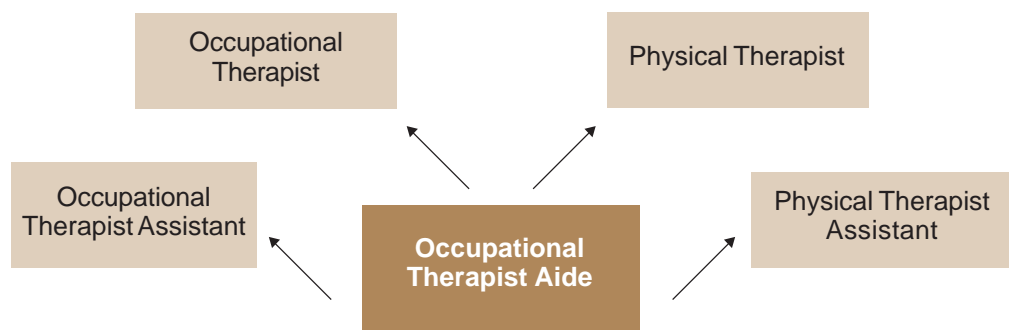 Occupational
Therapist
Physical Therapist
Occupational
Therapist Assistant
Occupational
Therapist Aide
Physical Therapist
Assistant